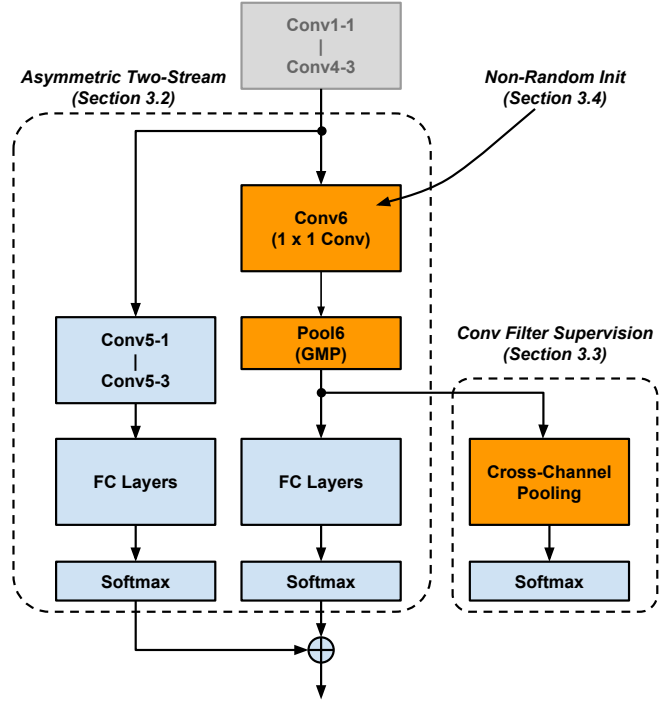 Conv1-1
|
Conv4-3
Asymmetric Two-Stream
(Section 3.2)
Non-Random Init
(Section 3.4)
Conv6
(1 x 1 Conv)
Conv5-1
|
Conv5-3
Pool6
(GMP)
Conv Filter Supervision
(Section 3.3)
FC Layers
FC Layers
Cross-Channel
Pooling
Softmax
Softmax
Softmax